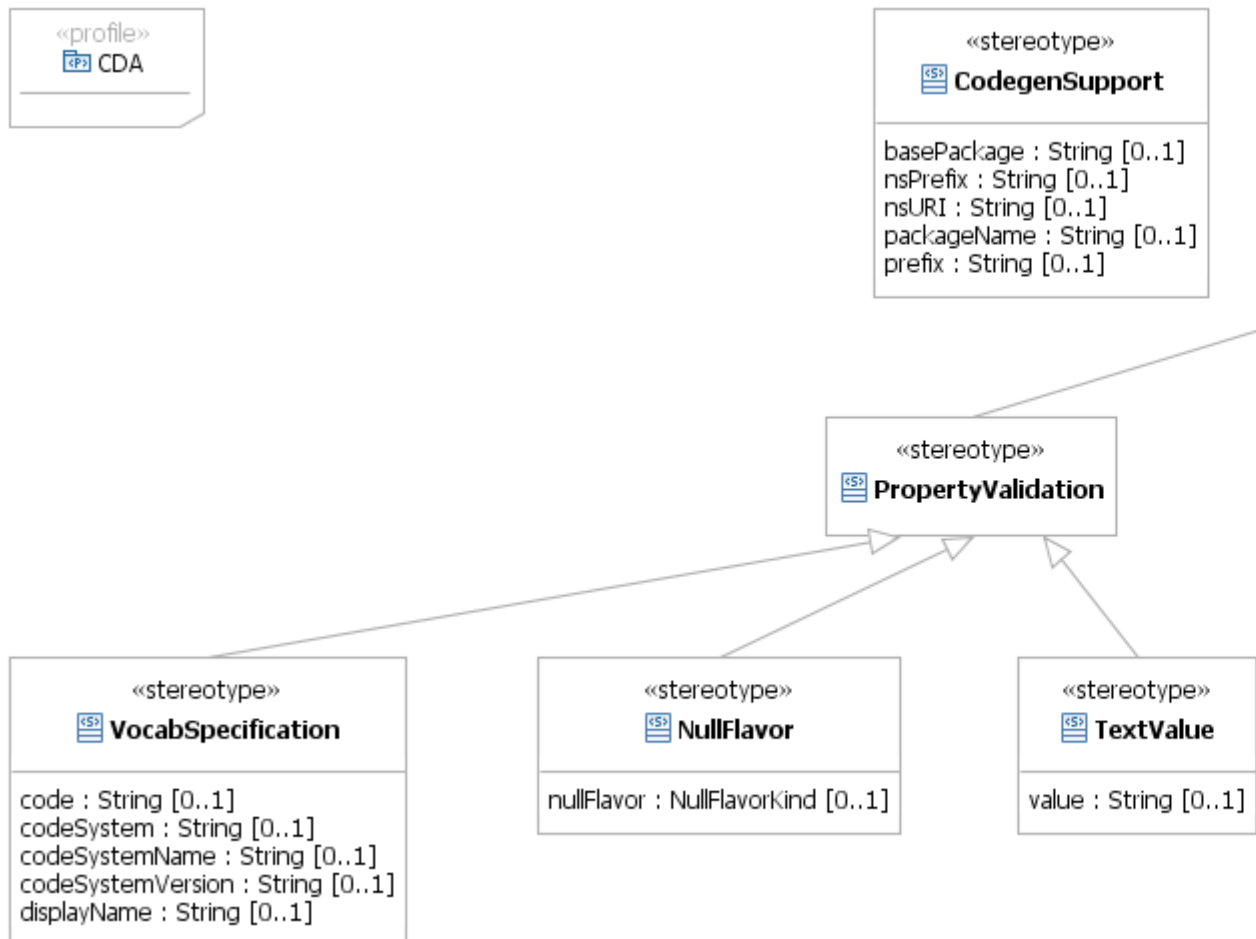 «profile»
CDA
«stereotype»
CodegenSupport
basePackage : String [0..1]
nsPrefix : String [0..1]
nsURI : String [0..1]
packageName : String [0..1]
prefix : String [0..1]
«stereotype»
PropertyValidation
«stereotype»
VocabSpecification
code : String [0..1]
codeSystem : String [0..1]
codeSystemName : String [0..1]
codeSystemVersion : String [0..1]
displayName : String [0..1]
«stereotype»
NullFlavor
nullFlavor : NullFlavorKind [0..1]
«stereotype»
TextValue
value : String [0..1]